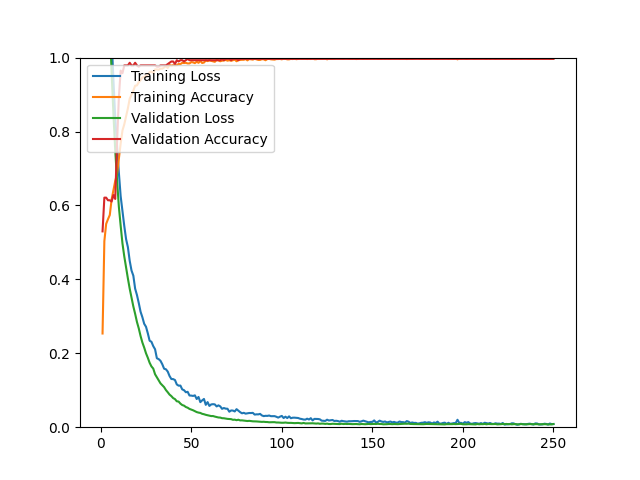 1.0
0.8
0.6
0.4
0.2
0.0
Training Loss
Training Accuracy
Validation Loss
Validation Accuracy
0 50 100 150 200 250